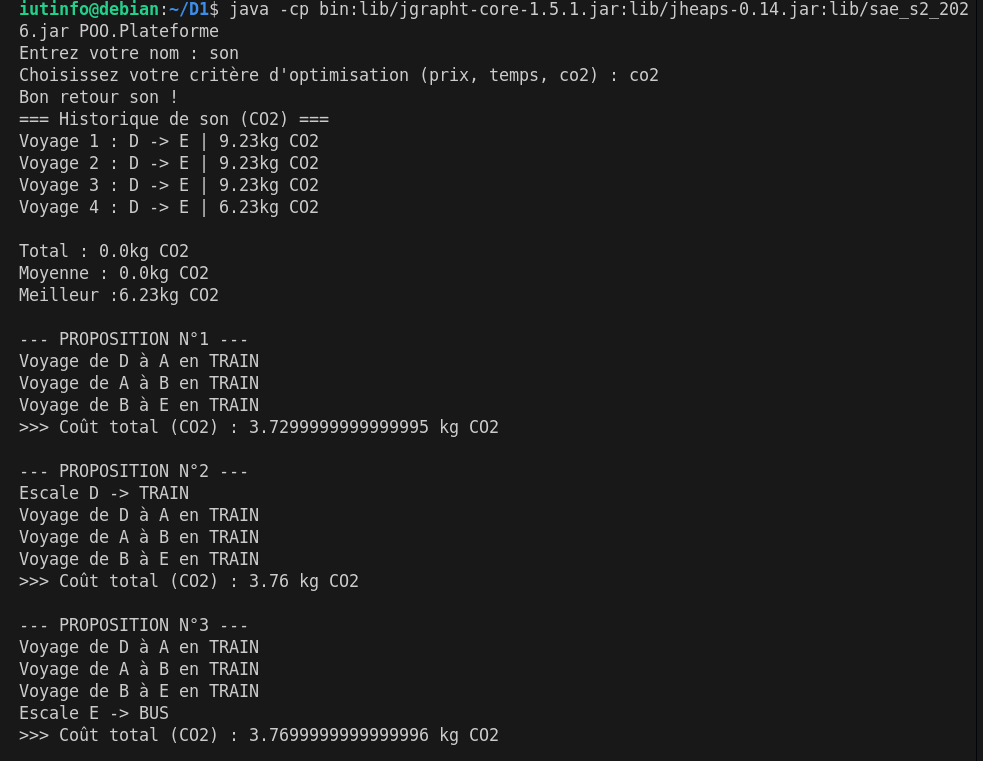 iutinfo@debian:~/D1$ java -cp bin:lib/jgrapht-core-1.5.1.jar:lib/jheaps-0.14.jar:lib/sae_s2_202
6.jar POO.Plateforme
Entrez votre nom : son
Choisissez votre critère d'optimisation (prix, temps, co2) : co2
Bon retour son !
=== Historique de son (CO2) ===
Voyage 1 : D -> E | 9.23kg CO2
Voyage 2 : D -> E | 9.23kg CO2
Voyage 3 : D -> E | 9.23kg CO2
Voyage 4 : D -> E | 6.23kg CO2
Total : 0.0kg CO2
Moyenne : 0.0kg CO2
Meilleur :6.23kg CO2
--- PROPOSITION N°1 ---
Voyage de D à A en TRAIN
Voyage de A à B en TRAIN
Voyage de B à E en TRAIN
>>> Coût total (CO2) : 3.7299999999999995 kg CO2
--- PROPOSITION N°2 ---
Escale D -> TRAIN
Voyage de D à A en TRAIN
Voyage de A à B en TRAIN
Voyage de B à E en TRAIN
>>> Coût total (CO2) : 3.76 kg CO2
--- PROPOSITION N°3 ---
Voyage de D à A en TRAIN
Voyage de A à B en TRAIN
Voyage de B à E en TRAIN
Escale E -> BUS
>>> Coût total (CO2) : 3.7699999999999996 kg CO2